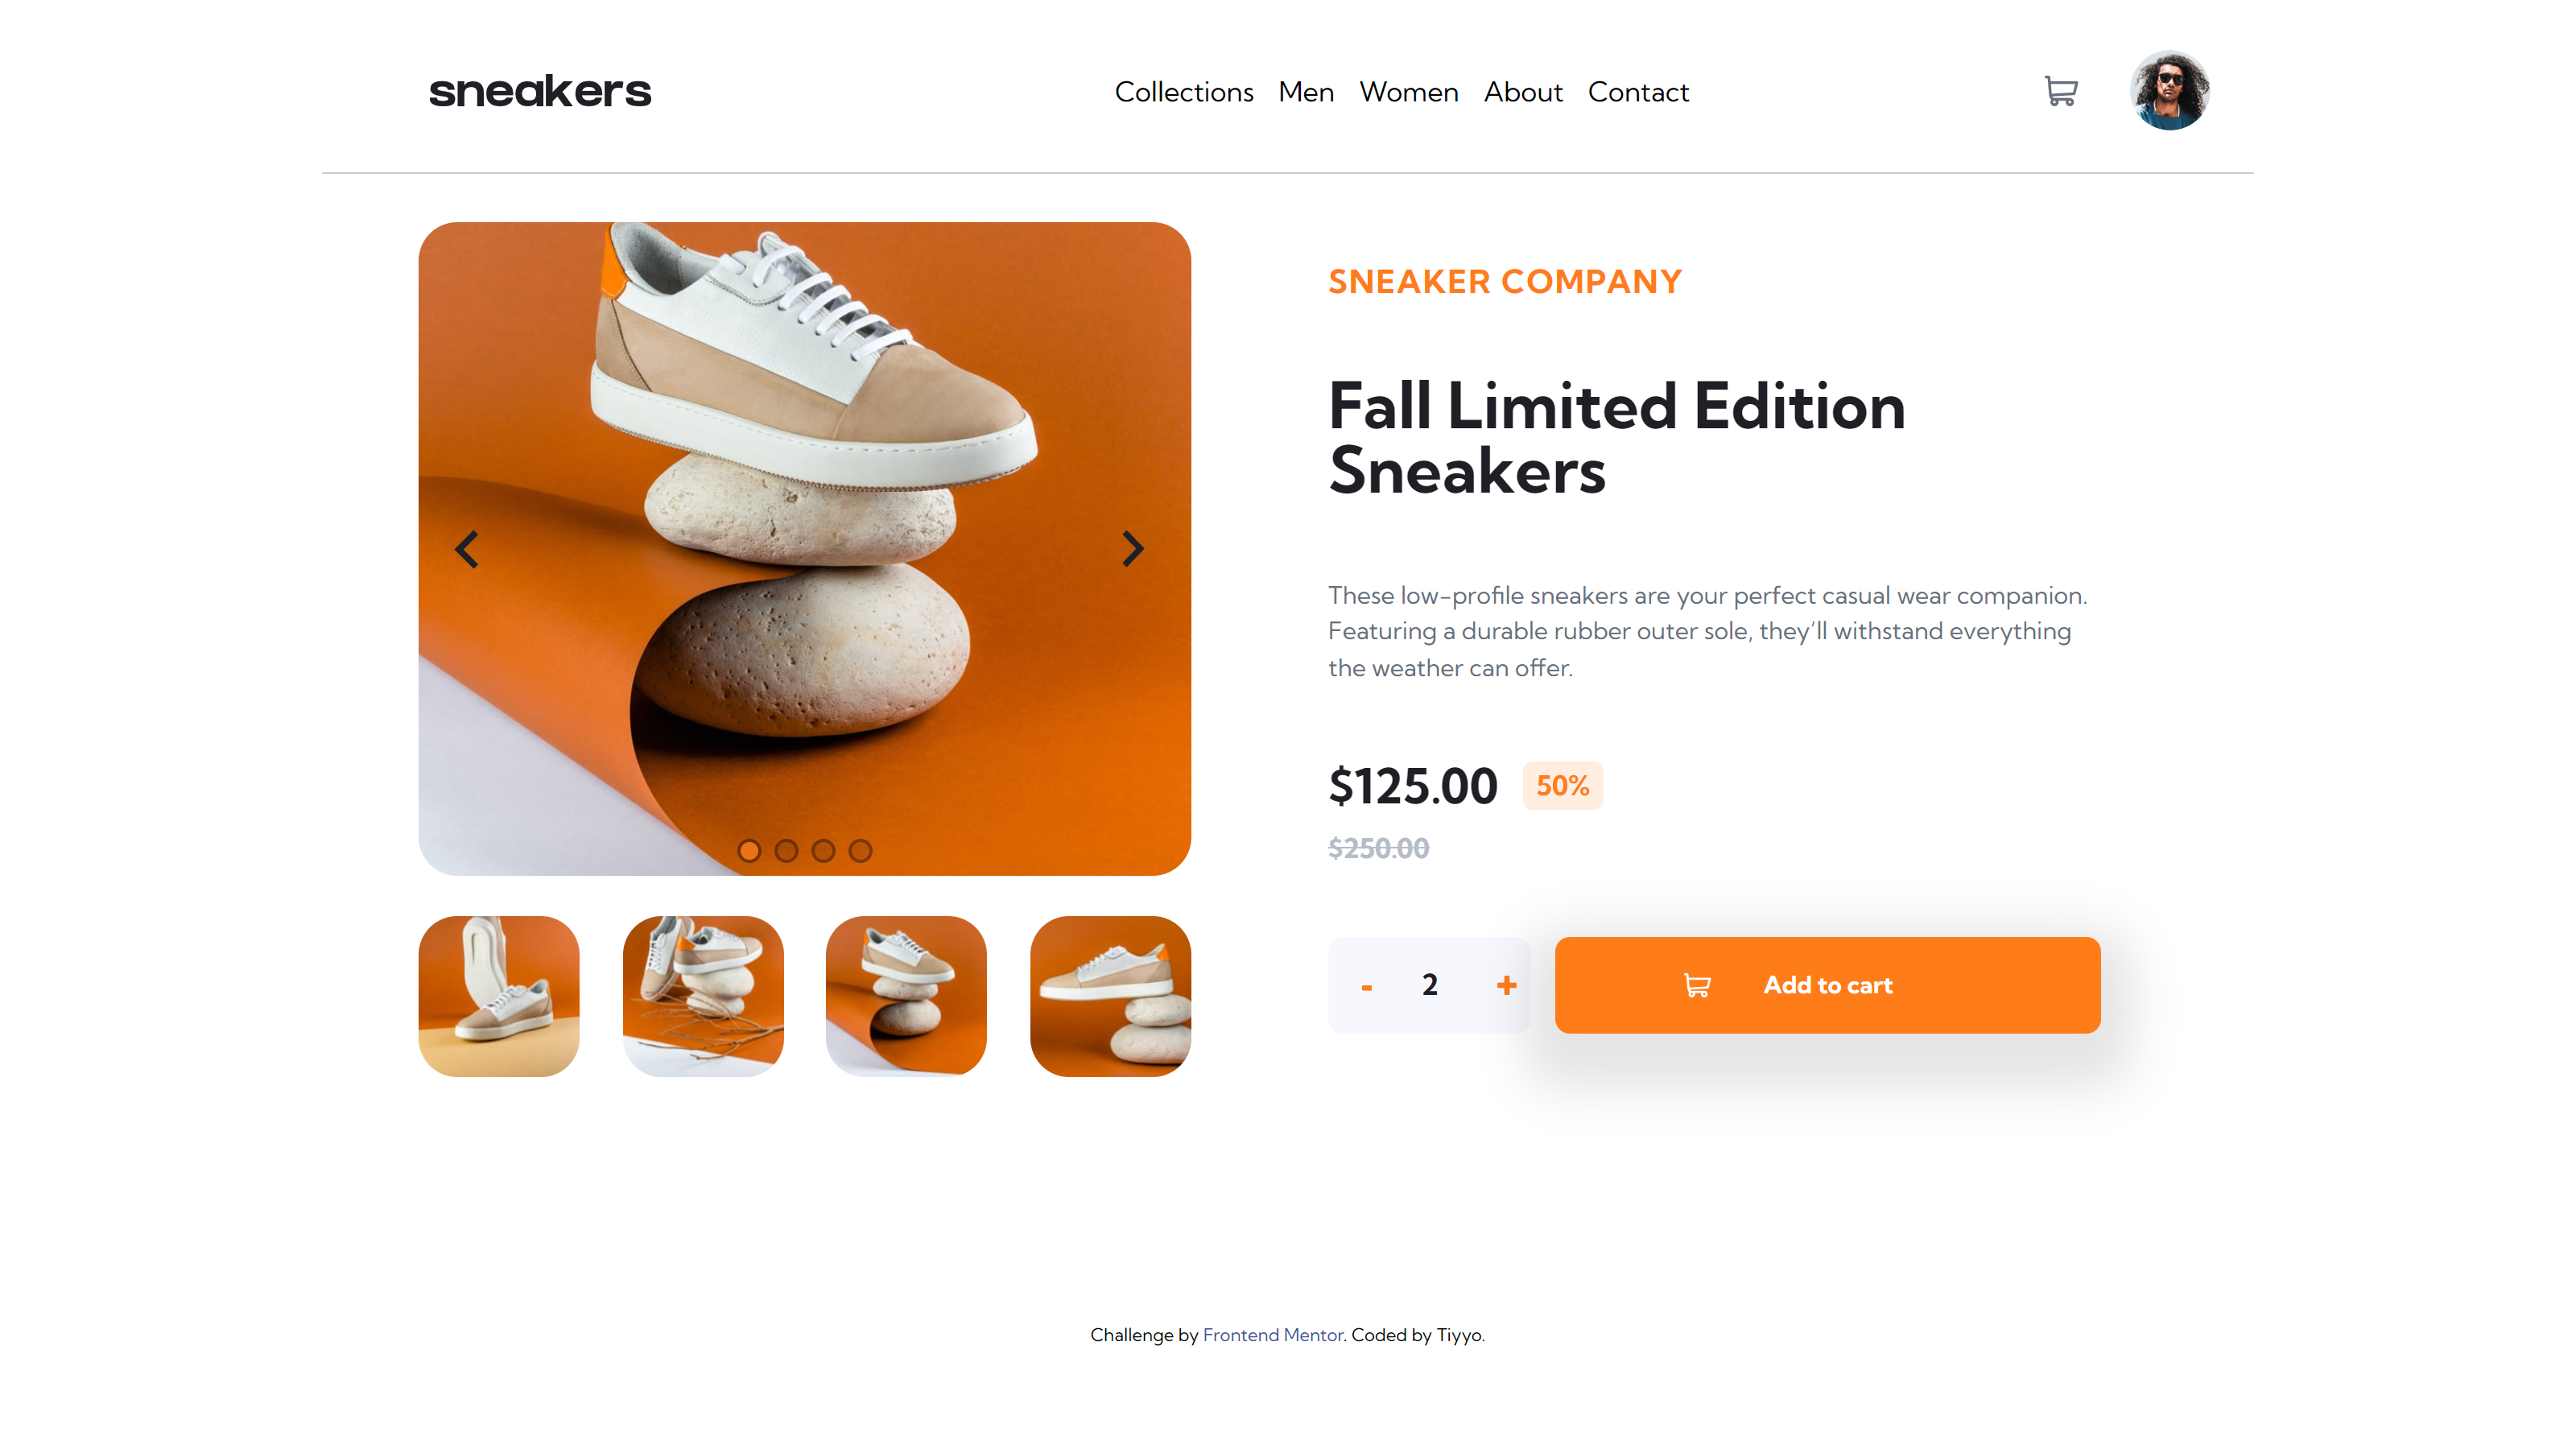 sneakers
Collections Men Women About Contact
SNEAKER COMPANY
Fall Limited Edition
Sneakers
These low-profile sneakers are your perfect casual wear companion.
Featuring a durable rubber outer sole, they’ll withstand everything
the weather can offer.
$125.00 50%
$250.00
- 2 + Add to cart
Challenge by Frontend Mentor. Coded by Tiyyo.